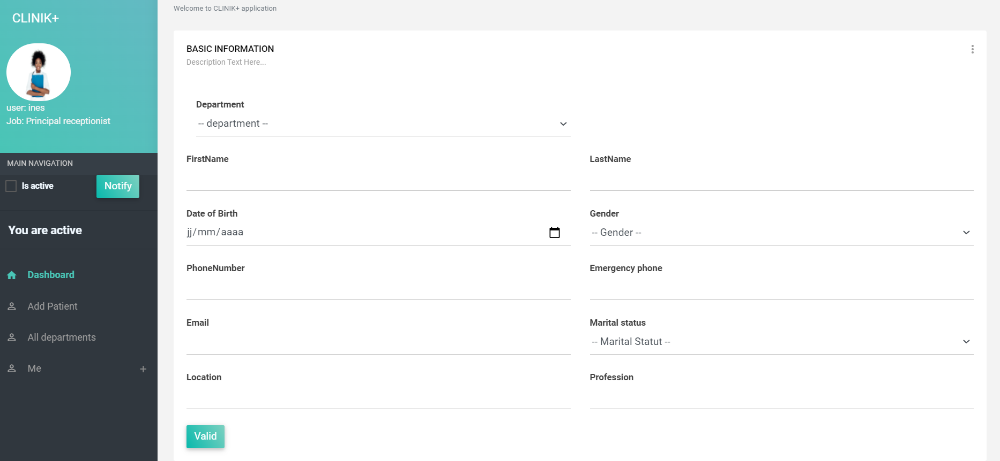 CLINIK+
user: ines
Job: Principal receptionist
MAIN NAVIGATION
Is active
Notify
You are active
Dashboard
Add Patient
All departments
Me +
Welcome to CLINIK+ application
BASIC INFORMATION
Description Text Here...
Department
-- department --
FirstName LastName
Date of Birth Gender
jj/mm/aaaa -- Gender --
PhoneNumber Emergency phone
Email Marital status
-- Marital Statut --
Location Profession
Valid